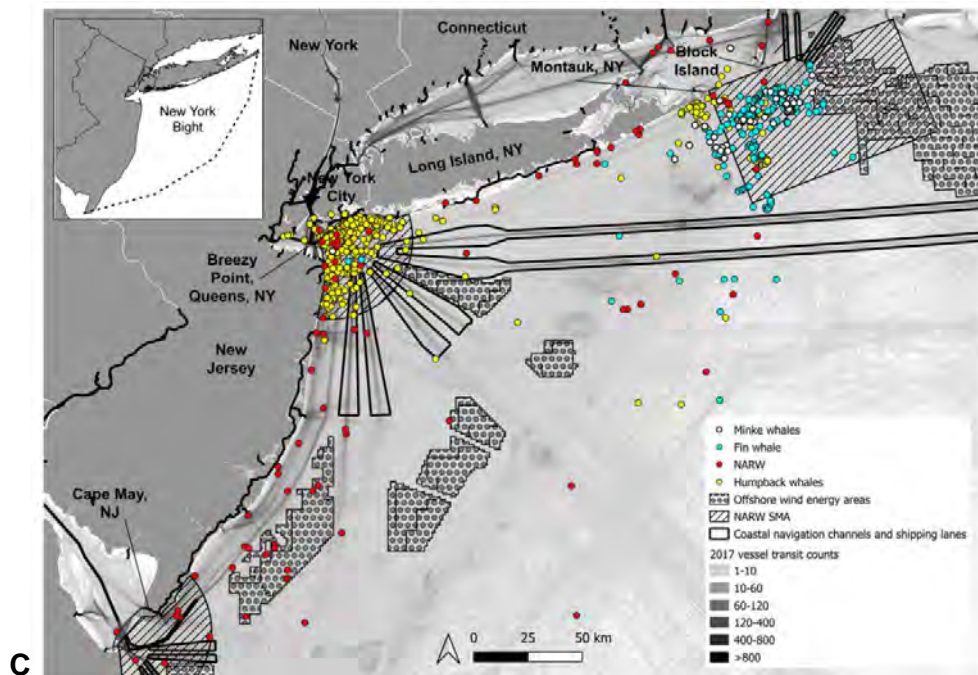 Connecticut
New York
Block
Island
Montauk, NY
New York
Bight
Long Island, NY
New York
City
Breezy
Point,
Queens, NY
New
Jersey
Minke whales
Fin whale
NARW
Humpback whales
Offshore wind energy areas
NARW SMA
Coastal navigation channels and shipping lanes
2017 vessel transit counts
1-10
10-60
60-120
120-400
400-800
>800
Cape May,
NJ
0 25 50 km
C